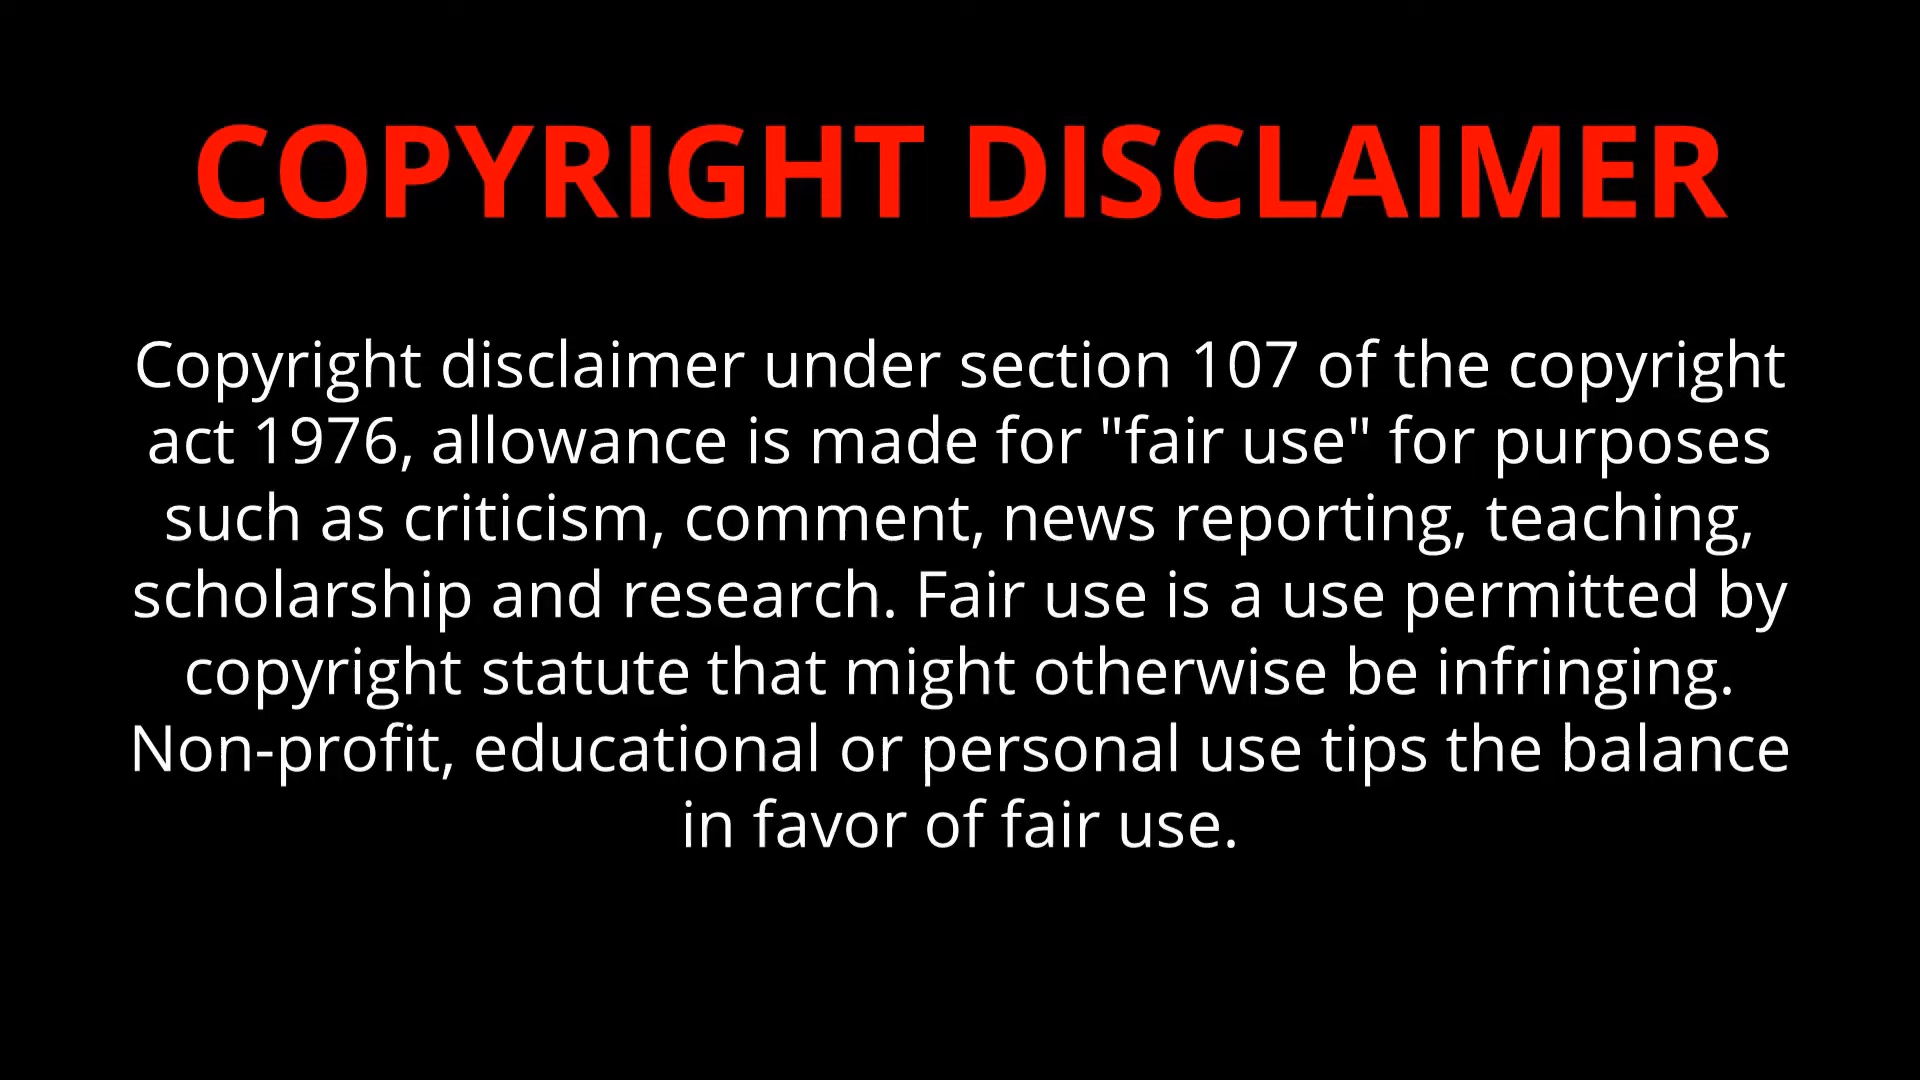 COPYRIGHT DISCLAIMER
Copyright disclaimer under section 107 of the copyright
act 1976, allowance is made for "fair use" for purposes
such as criticism, comment, news reporting, teaching,
scholarship and research. Fair use is a use permitted by
copyright statute that might otherwise be infringing.
Non-profit, educational or personal use tips the balance
in favor of fair use.